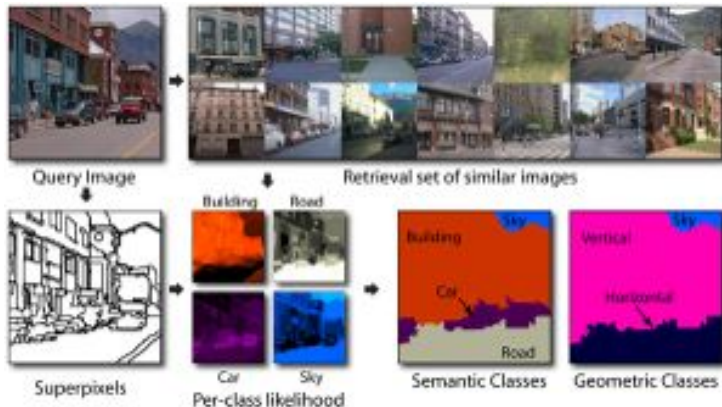 Query Image
Retrieval set of similar images
Building
Road
Car
Sky
Superpixels
Per-class likelihood
Sky
Building
Car
Road
Semantic Classes
Sky
Vertical
Horizontal
Geometric Classes